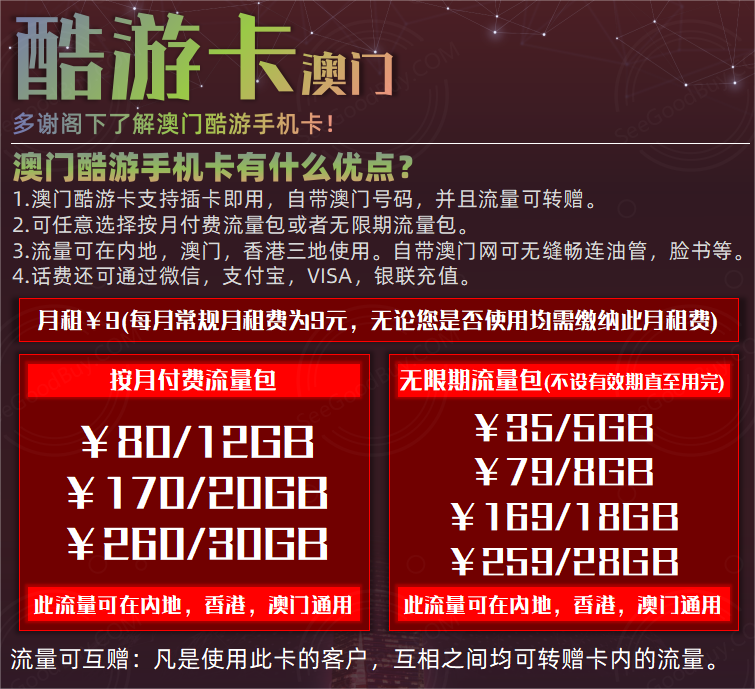 酷游卡澳门
多谢阁下了解澳门酷游手机卡！
澳门酷游手机卡有什么优点？
1.澳门酷游卡支持插卡即用，自带澳门号码，并且流量可转赠。
2.可任意选择按月付费流量包或者无限期流量包。
3.流量可在内地，澳门，香港三地使用。自带澳门网可无缝畅连油管，脸书等。
4.话费还可通过微信，支付宝，VISA，银联充值。
月租￥9(每月常规月租费为9元，无论您是否使用均需缴纳此月租费)
按月付费流量包
￥80/12GB
￥170/20GB
￥260/30GB
此流量可在内地，香港，澳门通用
无限期流量包(不设有效期直至用完)
￥35/5GB
￥79/8GB
￥169/18GB
￥259/28GB
此流量可在内地，香港，澳门通用
流量可互赠：凡是使用此卡的客户，互相之间均可转赠卡内的流量。
SeeGoodBuy.COM